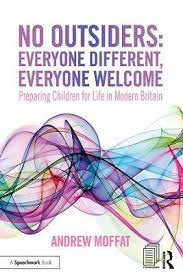 NO OUTSIDERS:
EVERYONE DIFFERENT,
EVERYONE WELCOME
Preparing Children for Life in Modern Britain
ANDREW MOFFAT
A Speechmark Book
R